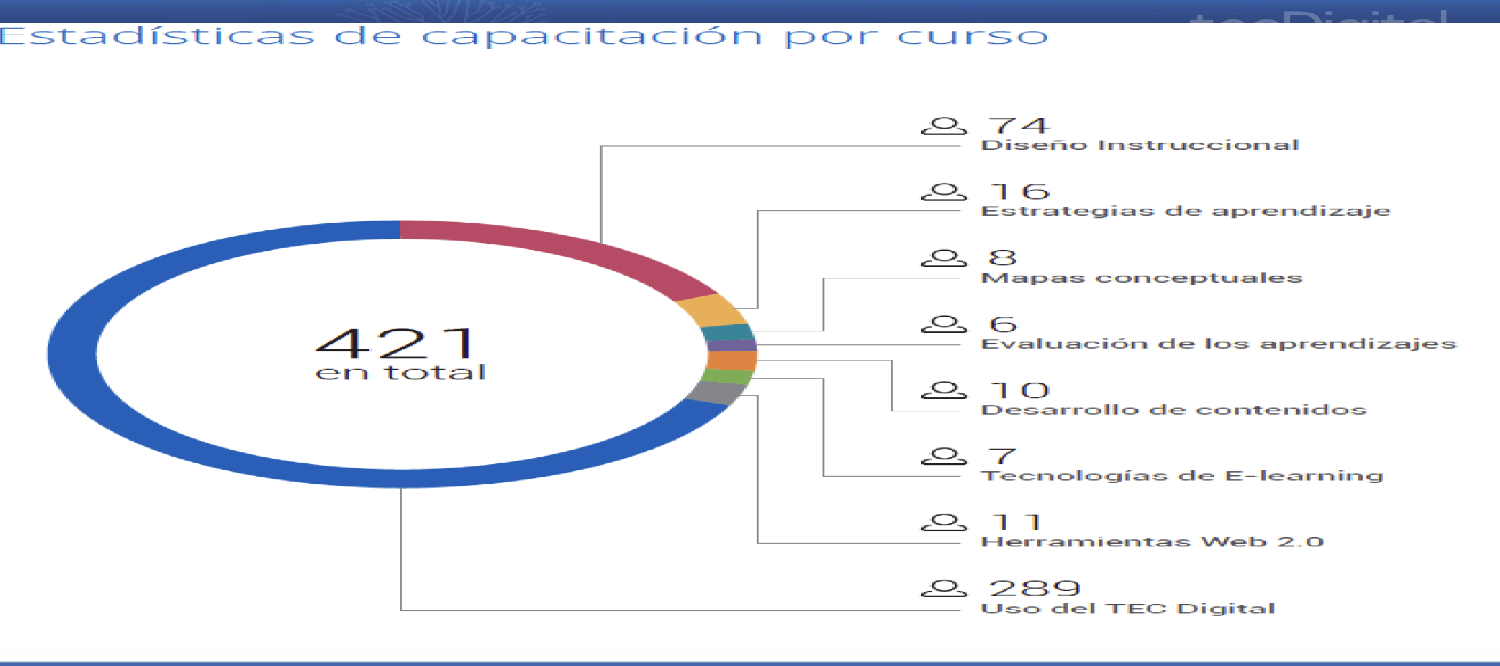 tecDigital
Estadísticas de capacitación por curso
74
Diseño Instruccional
16
Estrategias de aprendizaje
8
Mapas conceptuales
6
Evaluación de los aprendizajes
421
en total
10
Desarrollo de contenidos
7
Tecnologías de E-learning
11
Herramientas Web 2.0
289
Uso del TEC Digital